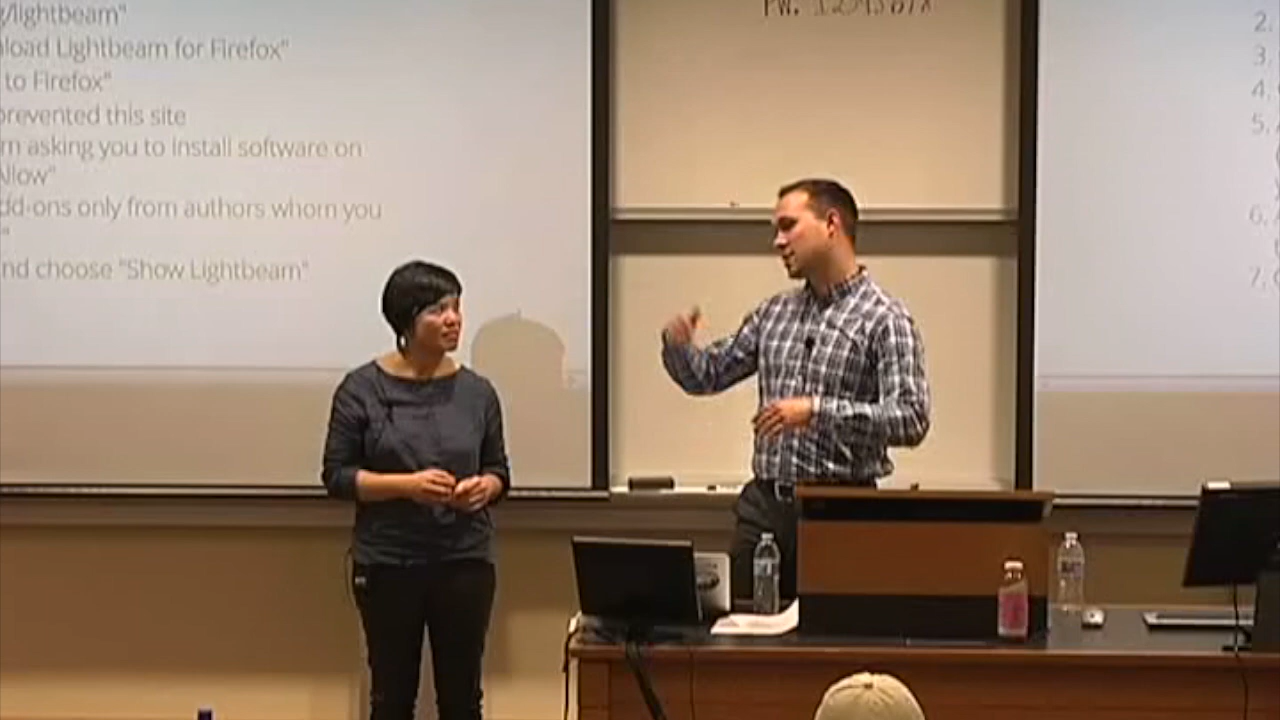 g/lightbeam"
nload Lightbeam for Firefox"
to Firefox"
prevented this site
m asking you to install software on
Allow"
dd-ons only from authors whom you
"
nd choose "Show Lightbeam"
PW:
2.
3.
4.
5.
6.
7.